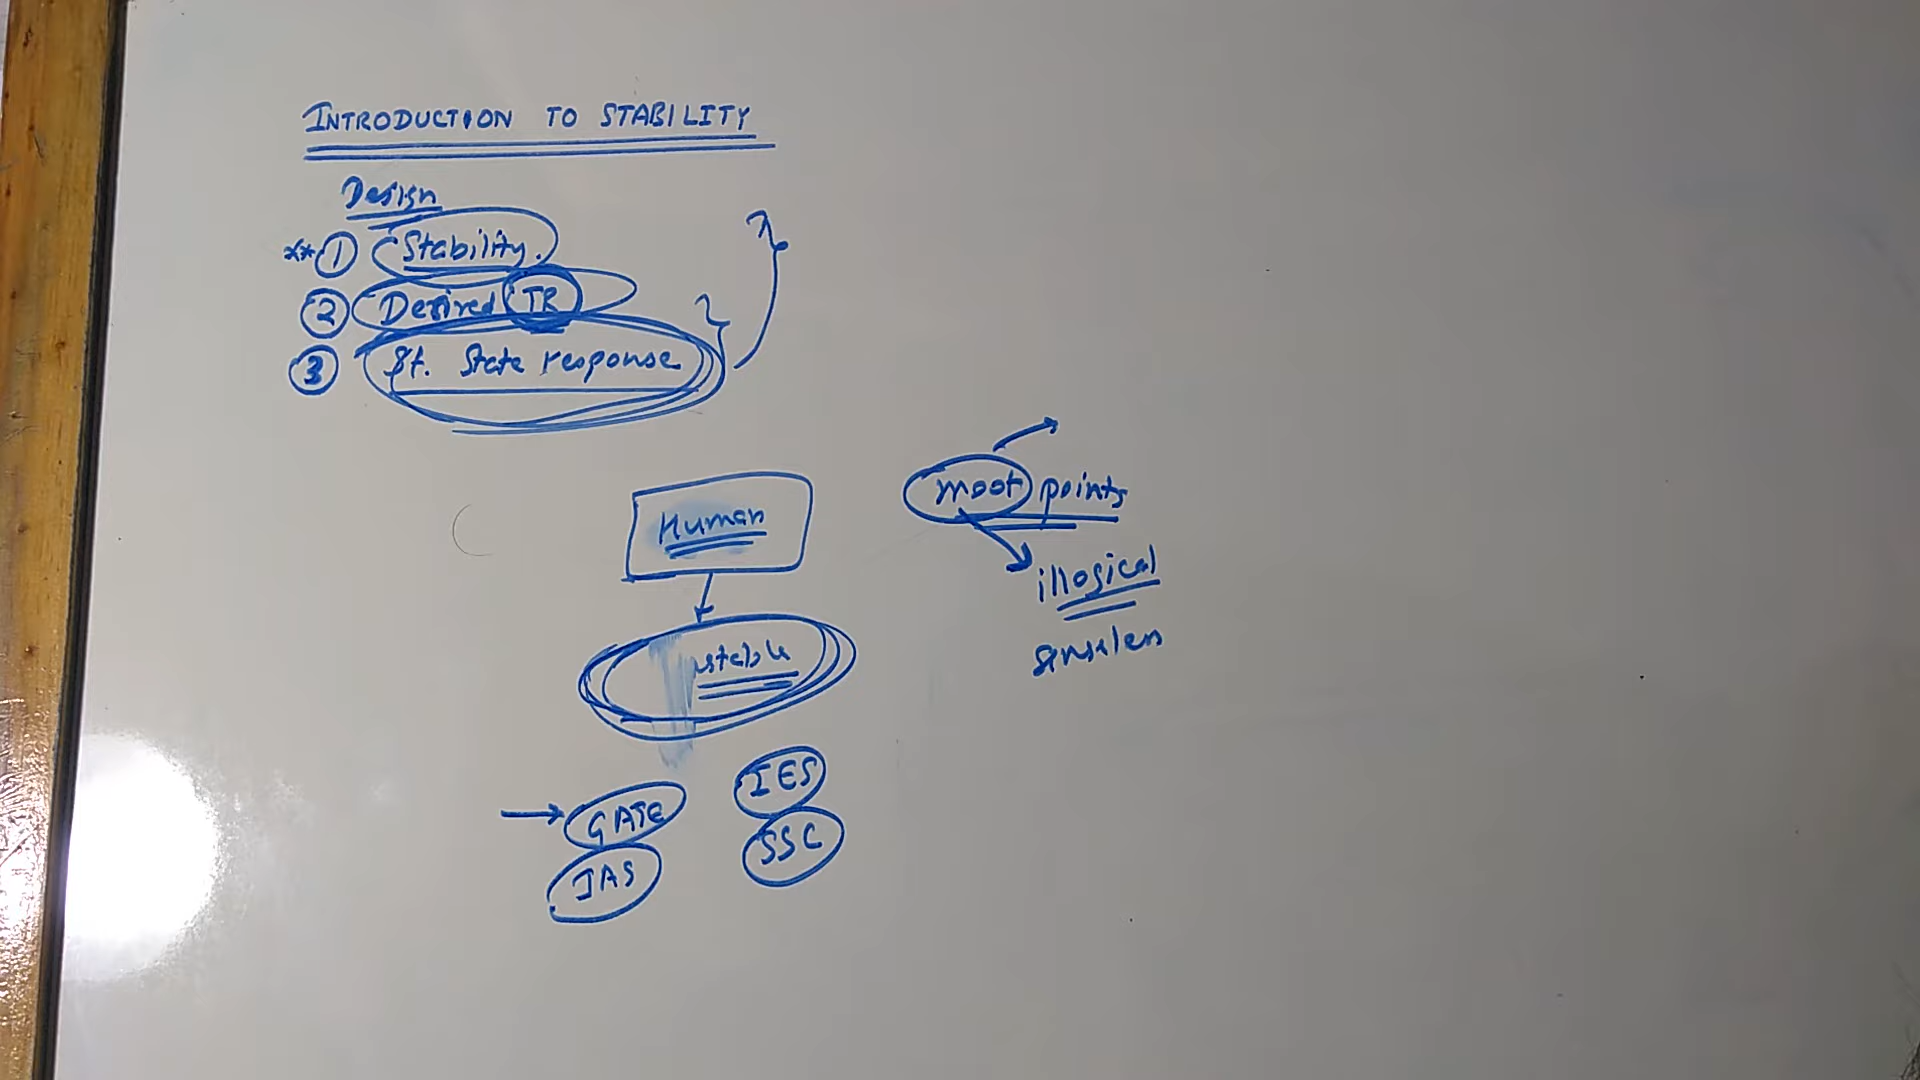 INTRODUCTION TO STABILITY
Design
**① Stability.
② Desired TR
③ St. State response
Human
stable
moot points
illogical
GATE
IES
IAS
SSC